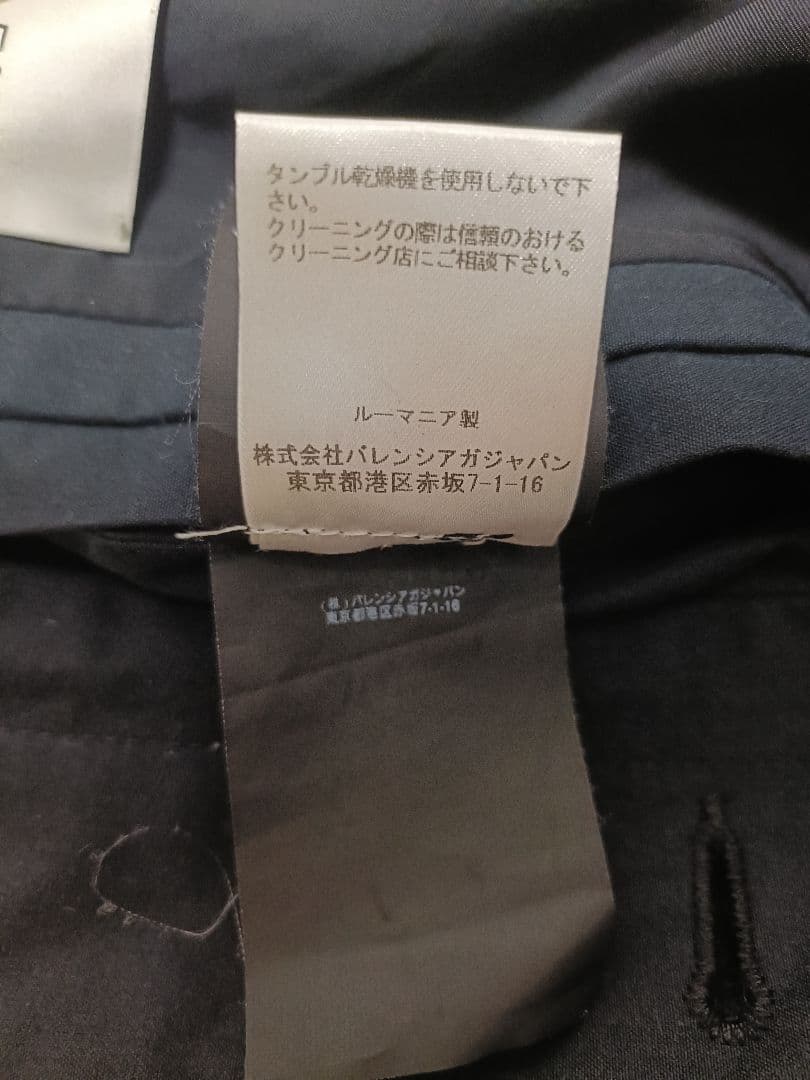 タンブル乾燥機を使用しないで下
さい。
クリーニングの際は信頼のおける
クリーニング店にご相談下さい。
ルーマニア製
株式会社バレンシアガジャパン
東京都港区赤坂7-1-16
(株)バレンシアガジャパン
東京都港区赤坂7-1-16